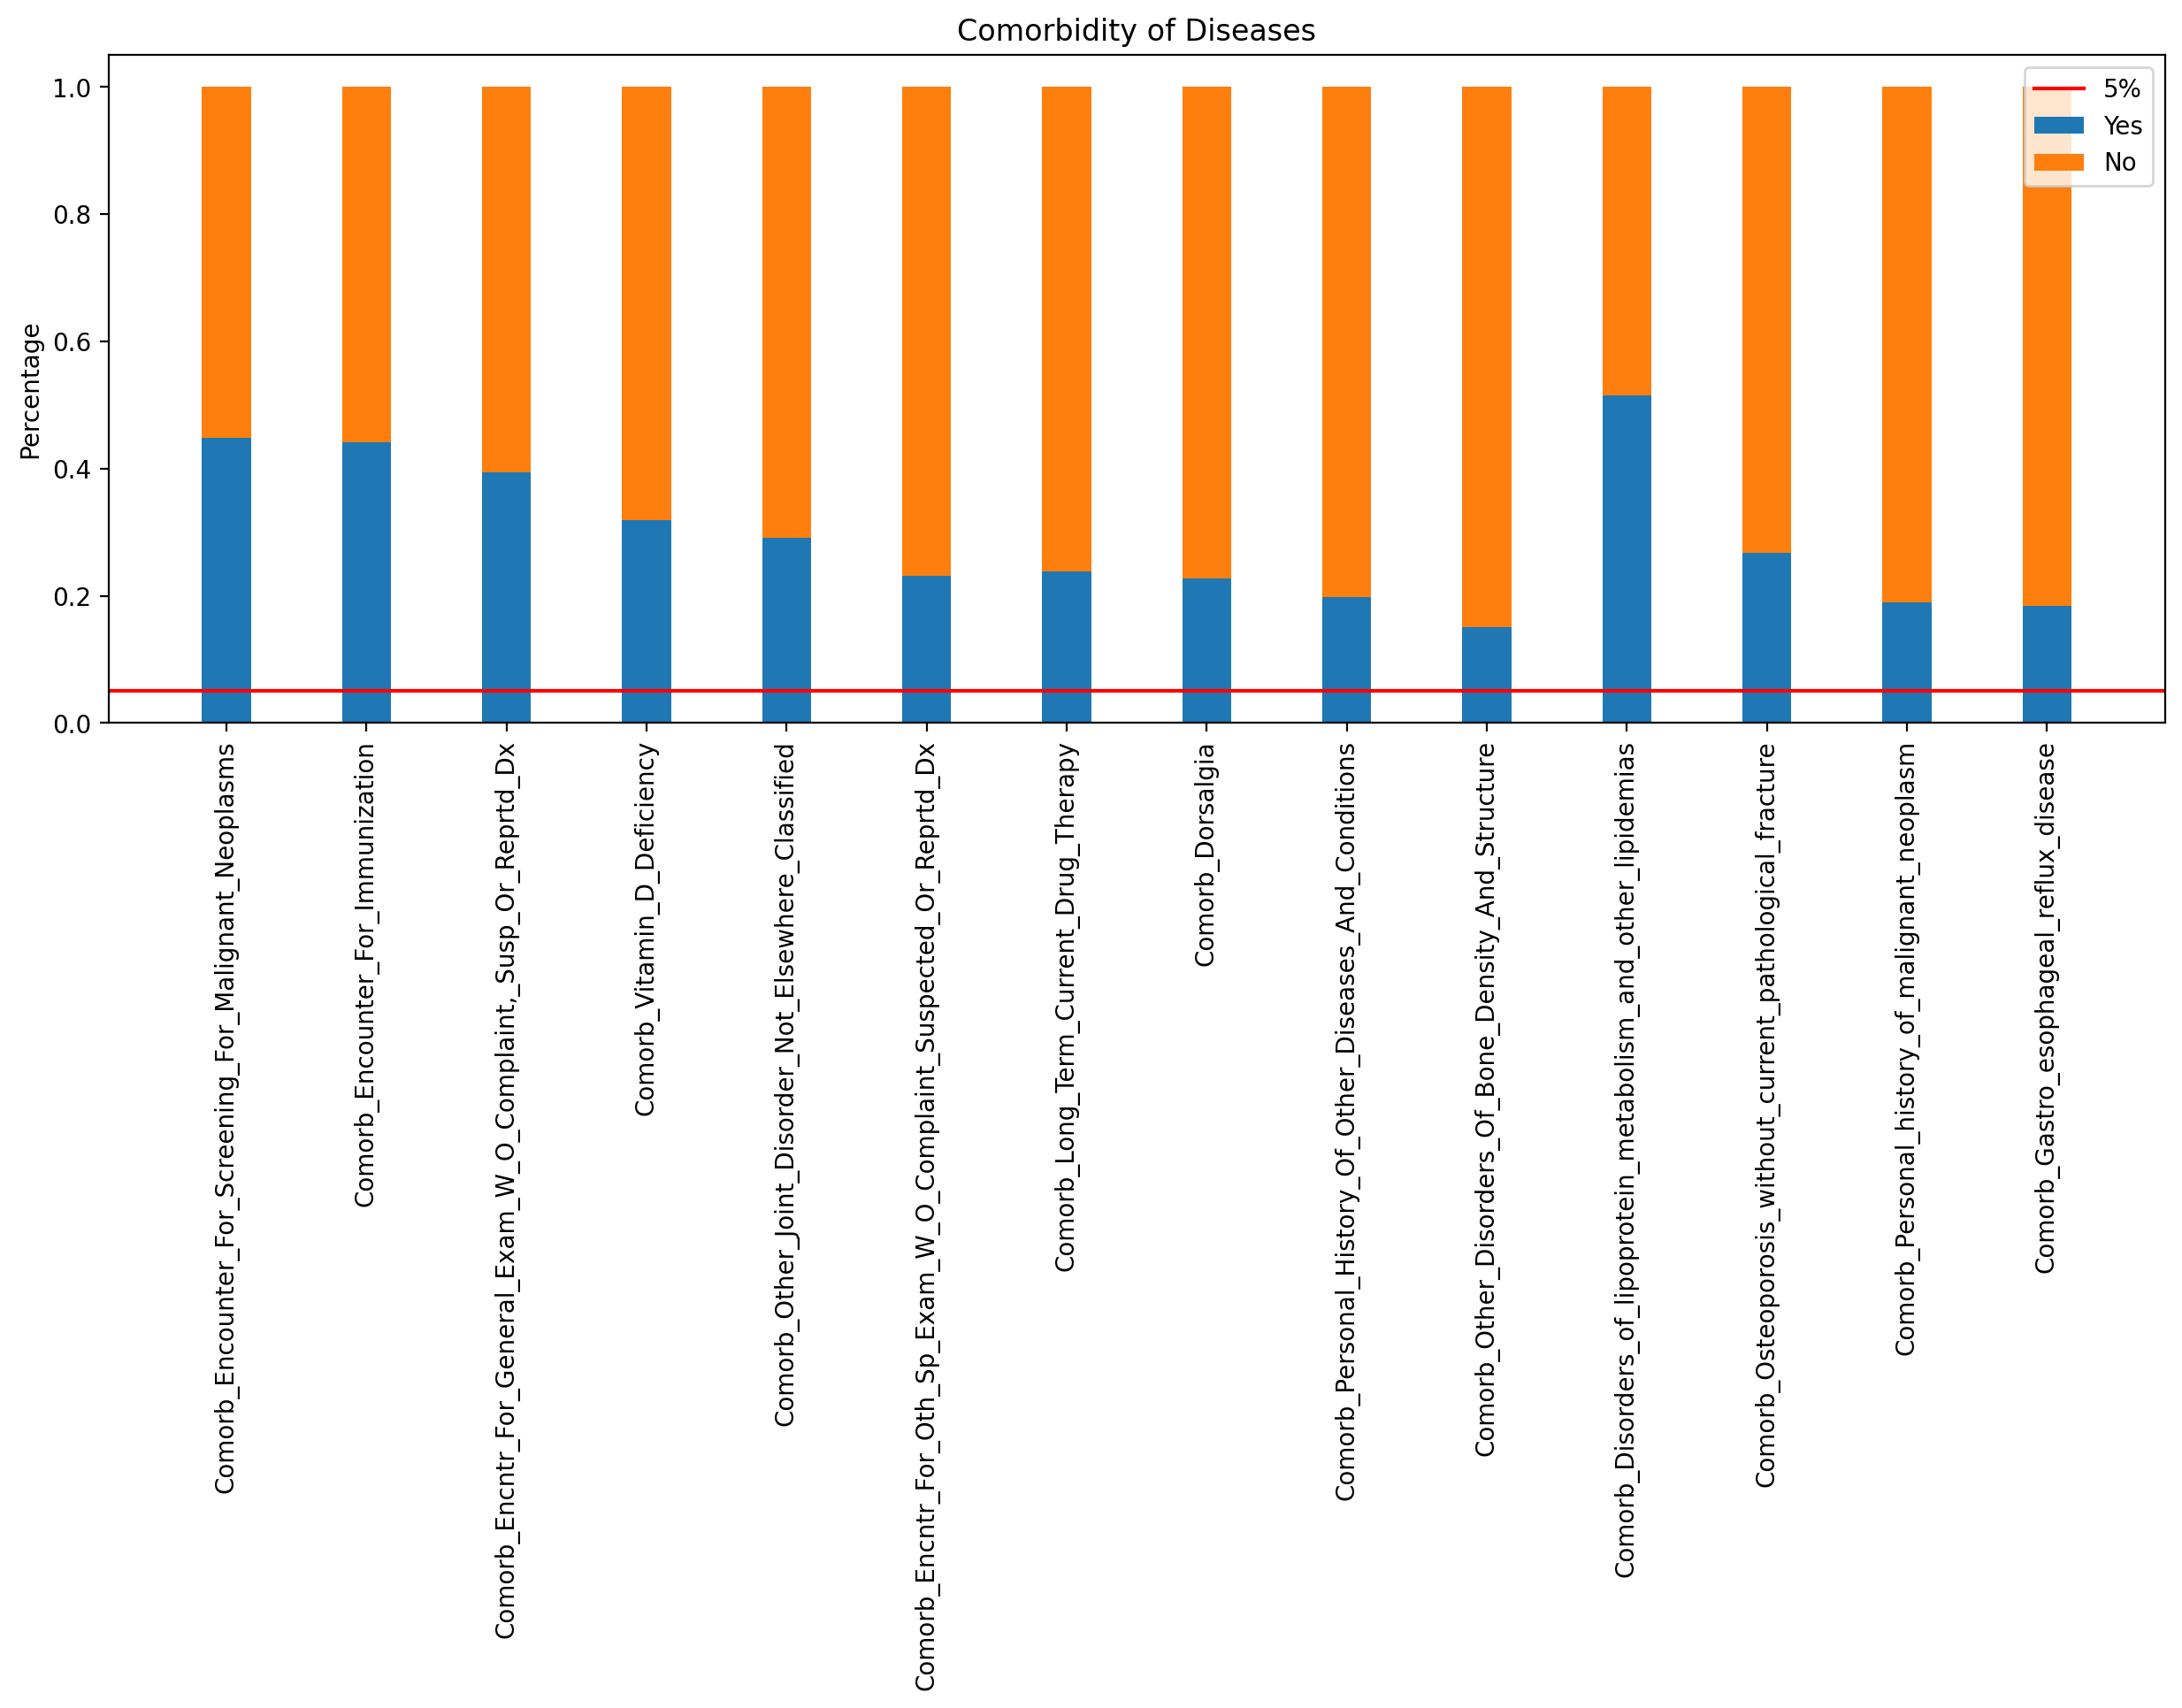 Comorbidity of Diseases
5%
Yes
No
Percentage
1.0
0.8
0.6
0.4
0.2
0.0
Comorb_Encounter_For_Screening_For_Malignant_Neoplasms
Comorb_Encounter_For_Immunization
Comorb_Encntr_For_General_Exam_W_O_Complaint,_Susp_Or_Reprtd_Dx
Comorb_Vitamin_D_Deficiency
Comorb_Other_Joint_Disorder_Not_Elsewhere_Classified
Comorb_Encntr_For_Oth_Sp_Exam_W_O_Complaint_Suspected_Or_Reprtd_Dx
Comorb_Long_Term_Current_Drug_Therapy
Comorb_Dorsalgia
Comorb_Personal_History_Of_Other_Diseases_And_Conditions
Comorb_Other_Disorders_Of_Bone_Density_And_Structure
Comorb_Disorders_of_lipoprotein_metabolism_and_other_lipidemias
Comorb_Osteoporosis_without_current_pathological_fracture
Comorb_Personal_history_of_malignant_neoplasm
Comorb_Gastro_esophageal_reflux_disease